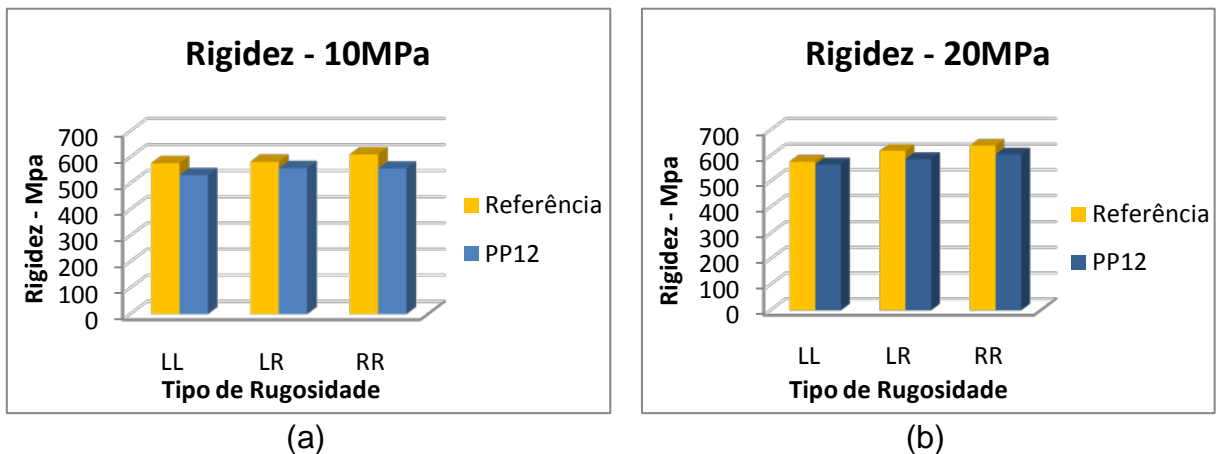 Rigidez - 10MPa
700
600
500
400
300
200
100
0
Rigidez - Mpa
LL LR RR
Tipo de Rugosidade
Referência
PP12
(a)
Rigidez - 20MPa
700
600
500
400
300
200
100
0
Rigidez - Mpa
LL LR RR
Tipo de Rugosidade
Referência
PP12
(b)